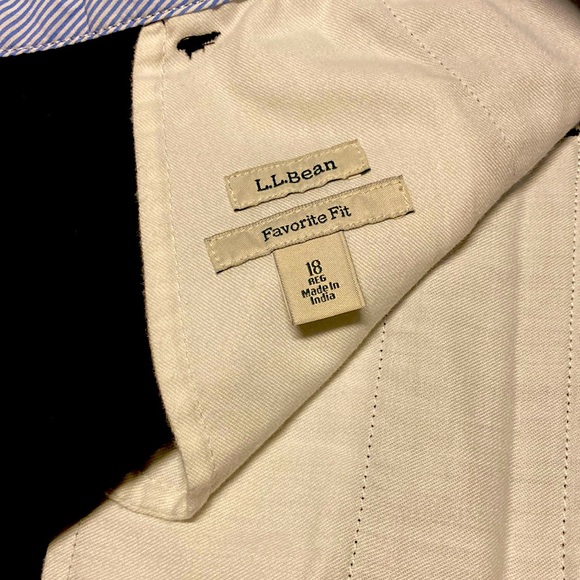 L.L.Bean
Favorite Fit
18
REG
Made In
India